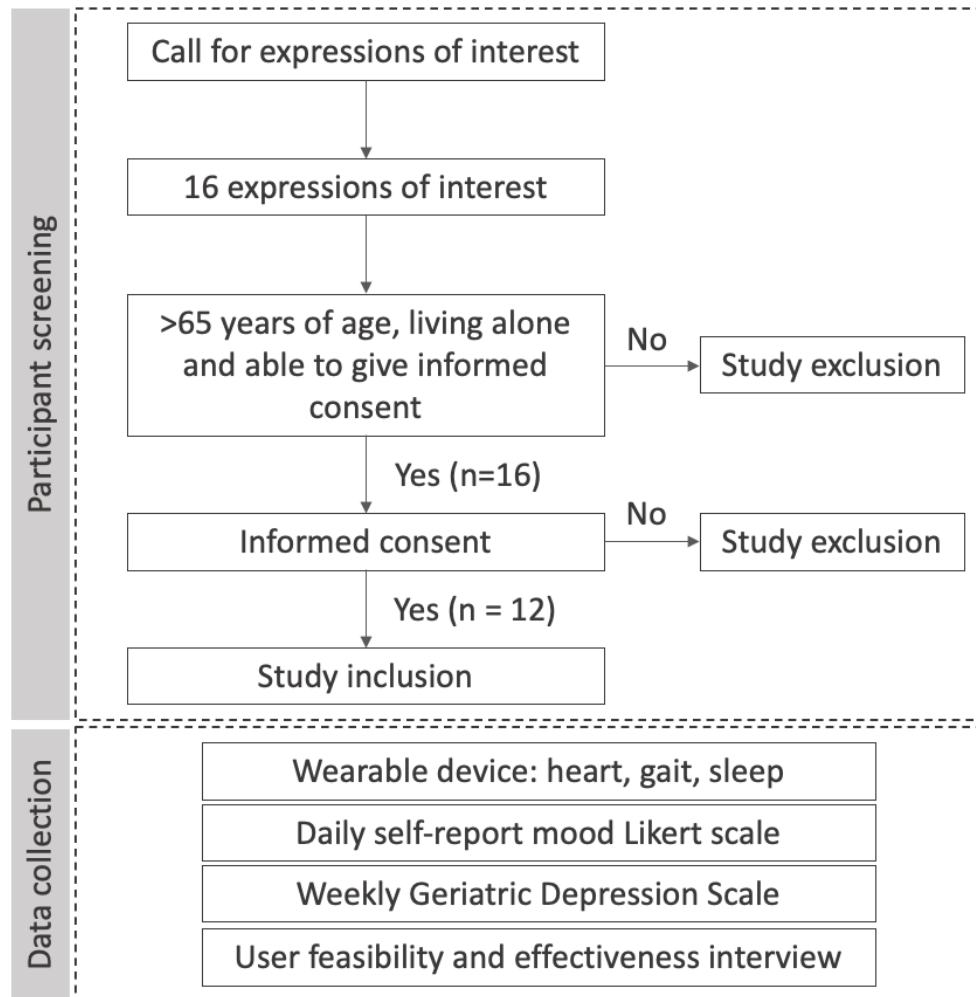 Participant screening
Call for expressions of interest
16 expressions of interest
>65 years of age, living alone
and able to give informed
consent
No
Study exclusion
Yes (n=16)
Informed consent
No
Study exclusion
Yes (n = 12)
Study inclusion
Data collection
Wearable device: heart, gait, sleep
Daily self-report mood Likert scale
Weekly Geriatric Depression Scale
User feasibility and effectiveness interview